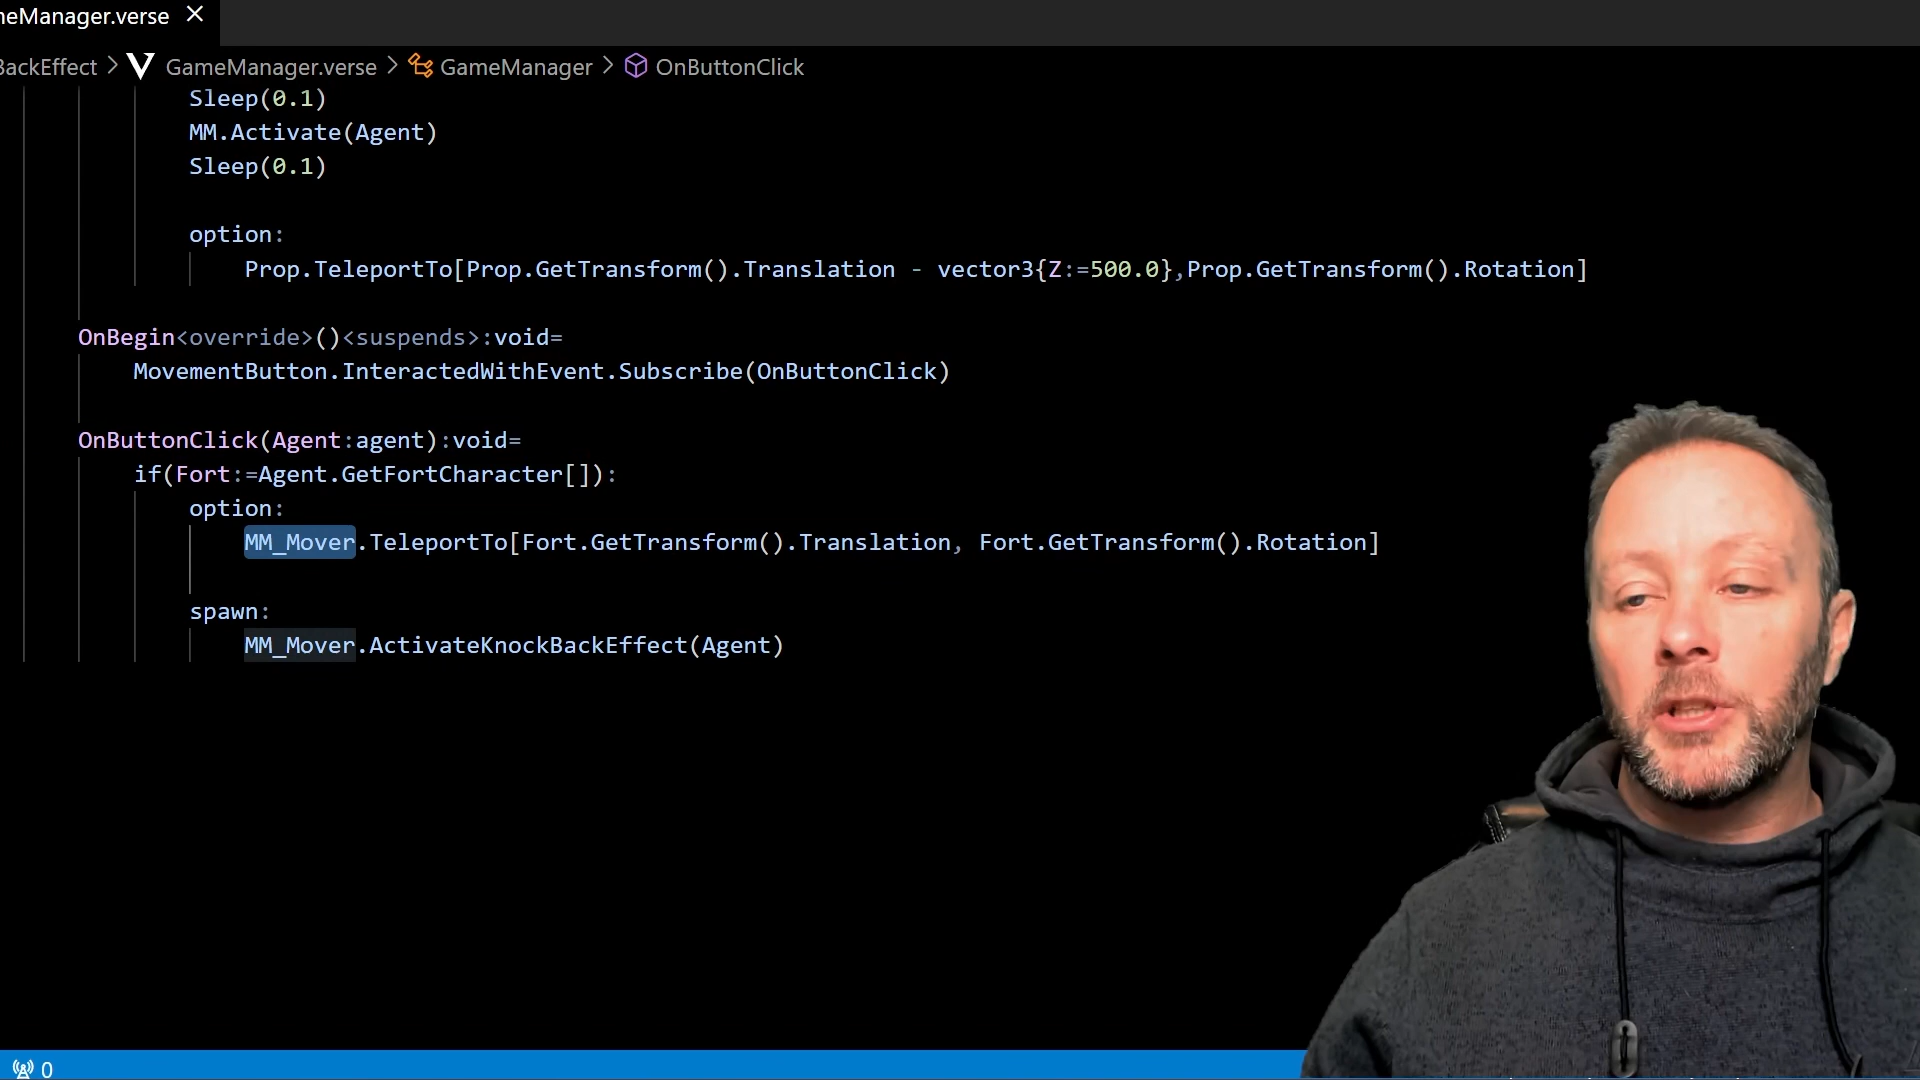 eManager.verse
BackEffect > GameManager.verse > GameManager > OnButtonClick
Sleep(0.1)
MM.Activate(Agent)
Sleep(0.1)
option:
Prop.TeleportTo[Prop.GetTransform().Translation - vector3{Z:=500.0},Prop.GetTransform().Rotation]
OnBegin<override>()<suspends>:void=
MovementButton.InteractedWithEvent.Subscribe(OnButtonClick)
OnButtonClick(Agent:agent):void=
if(Fort:=Agent.GetFortCharacter[]):
option:
MM_Mover.TeleportTo[Fort.GetTransform().Translation, Fort.GetTransform().Rotation]
spawn:
MM_Mover.ActivateKnockBackEffect(Agent)
0